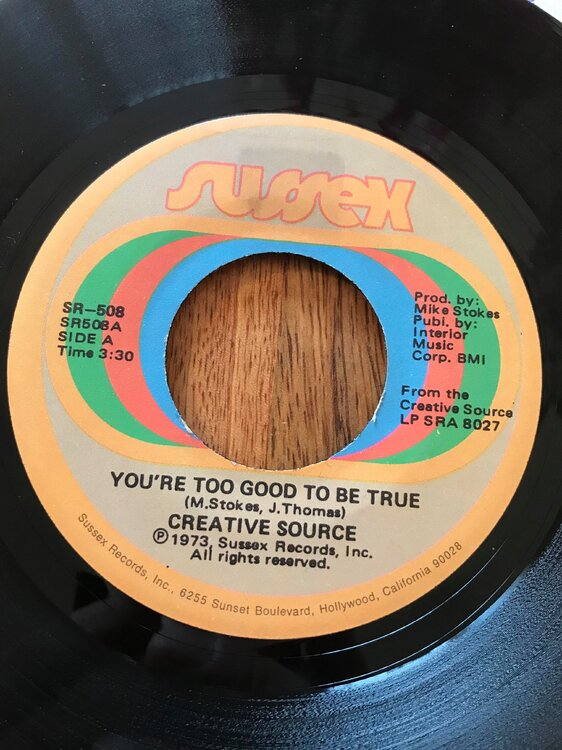 sussex
SR-508
SR508A
SIDE A
Time 3:30
Prod. by:
Mike Stokes
Publ. by:
Interior
Music
Corp. BMI
From the
Creative Source
LP SRA 8027
YOU'RE TOO GOOD TO BE TRUE
(M.Stokes, J.Thomas)
CREATIVE SOURCE
Ⓟ1973, Sussex Records, Inc.
All rights reserved.
Sussex Records, Inc., 6255 Sunset Boulevard, Hollywood, California 90028